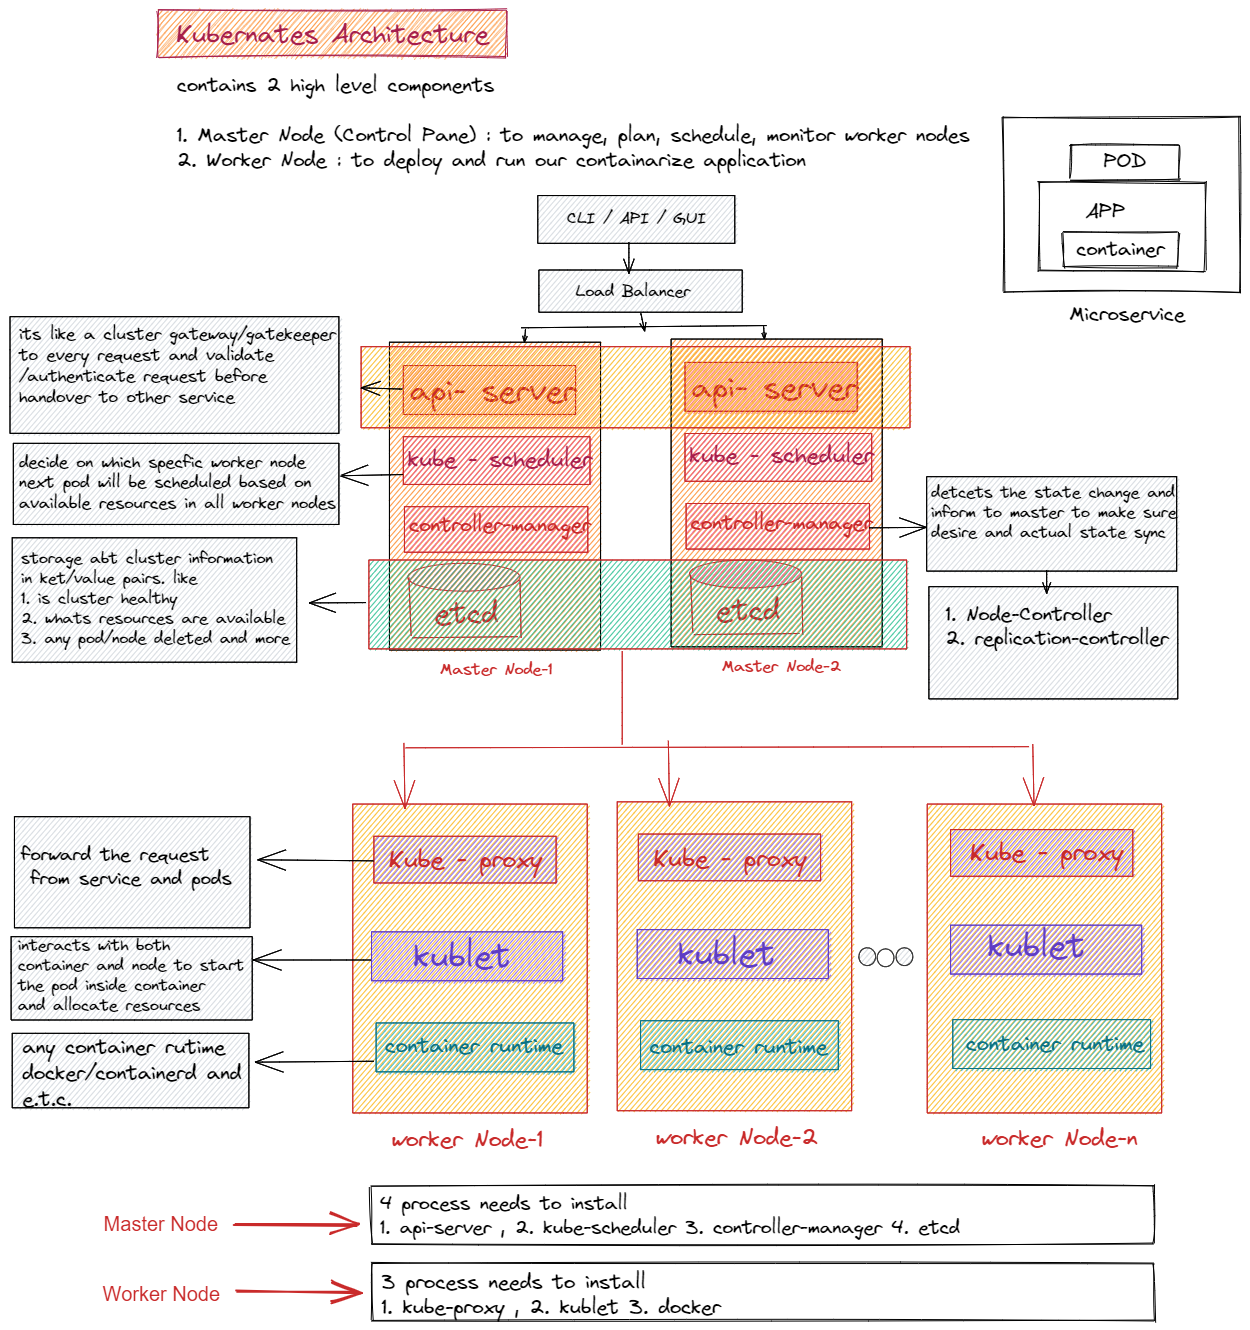 Kubernates Architecture
contains 2 high level components
1. Master Node (Control Pane) : to manage, plan, schedule, monitor worker nodes
2. Worker Node : to deploy and run our containarize application
POD
APP
container
Microservice
CLI / API / GUI
Load Balancer
its like a cluster gateway/gatekeeper
to every request and validate
/authenticate request before
handover to other service
api- server
api- server
decide on which specfic worker node
next pod will be scheduled based on
available resources in all worker nodes
kube - scheduler
kube - scheduler
controller-manager
controller-manager
detcets the state change and
inform to master to make sure
desire and actual state sync
storage abt cluster information
in ket/value pairs. like
1. is cluster healthy
2. whats resources are available
3. any pod/node deleted and more
etcd
etcd
1. Node-Controller
2. replication-controller
Master Node-1
Master Node-2
forward the request
from service and pods
Kube - proxy
Kube - proxy
Kube - proxy
interacts with both
container and node to start
the pod inside container
and allocate resources
kublet
kublet
kublet
any container rutime
docker/containerd and
e.t.c.
container runtime
container runtime
container runtime
worker Node-1
worker Node-2
worker Node-n
Master Node
4 process needs to install
1. api-server , 2. kube-scheduler 3. controller-manager 4. etcd
Worker Node
3 process needs to install
1. kube-proxy , 2. kublet 3. docker